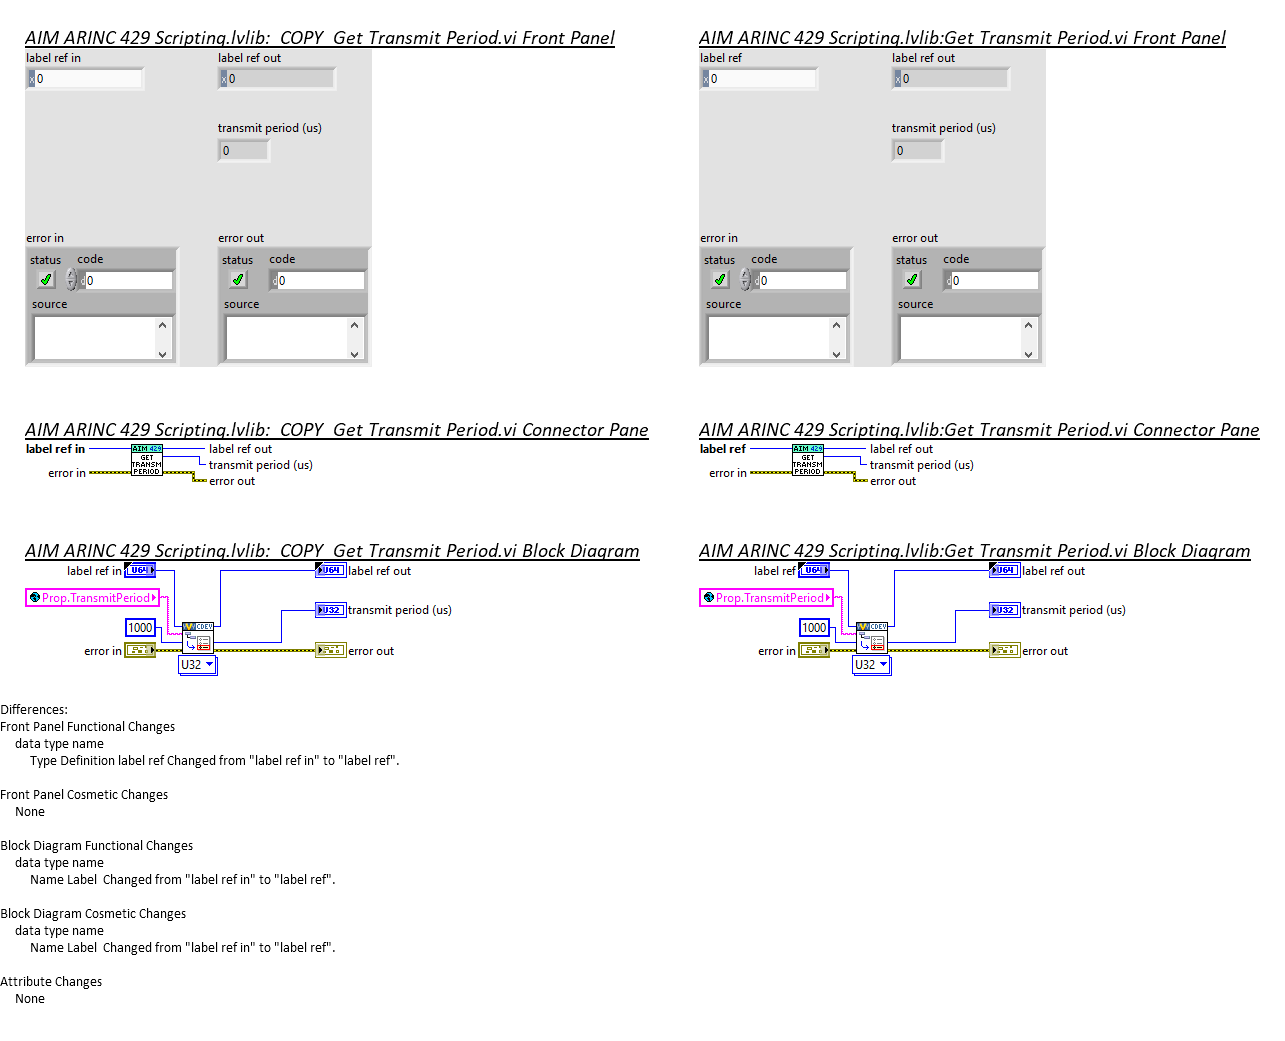 AIM ARINC 429 Scripting.lvlib:  COPY  Get Transmit Period.vi Front Panel
label ref in
label ref out
0
0
transmit period (us)
0
error in
error out
status
code
status
code
0
0
source
source
AIM ARINC 429 Scripting.lvlib:Get Transmit Period.vi Front Panel
label ref
label ref out
0
0
transmit period (us)
0
error in
error out
status
code
status
code
0
0
source
source
AIM ARINC 429 Scripting.lvlib:  COPY  Get Transmit Period.vi Connector Pane
label ref in
AIM 429
GET
TRANSM
PERIOD
label ref out
transmit period (us)
error in
error out
AIM ARINC 429 Scripting.lvlib:Get Transmit Period.vi Connector Pane
label ref
AIM 429
GET
TRANSM
PERIOD
label ref out
transmit period (us)
error in
error out
AIM ARINC 429 Scripting.lvlib:  COPY  Get Transmit Period.vi Block Diagram
label ref in
U64
U64
label ref out
Prop.TransmitPeriod
U32
transmit period (us)
1000
CDEV
error in
error out
U32
AIM ARINC 429 Scripting.lvlib:Get Transmit Period.vi Block Diagram
label ref
U64
U64
label ref out
Prop.TransmitPeriod
U32
transmit period (us)
1000
CDEV
error in
error out
U32
Differences:
Front Panel Functional Changes
data type name
Type Definition label ref Changed from "label ref in" to "label ref".
Front Panel Cosmetic Changes
None
Block Diagram Functional Changes
data type name
Name Label  Changed from "label ref in" to "label ref".
Block Diagram Cosmetic Changes
data type name
Name Label  Changed from "label ref in" to "label ref".
Attribute Changes
None